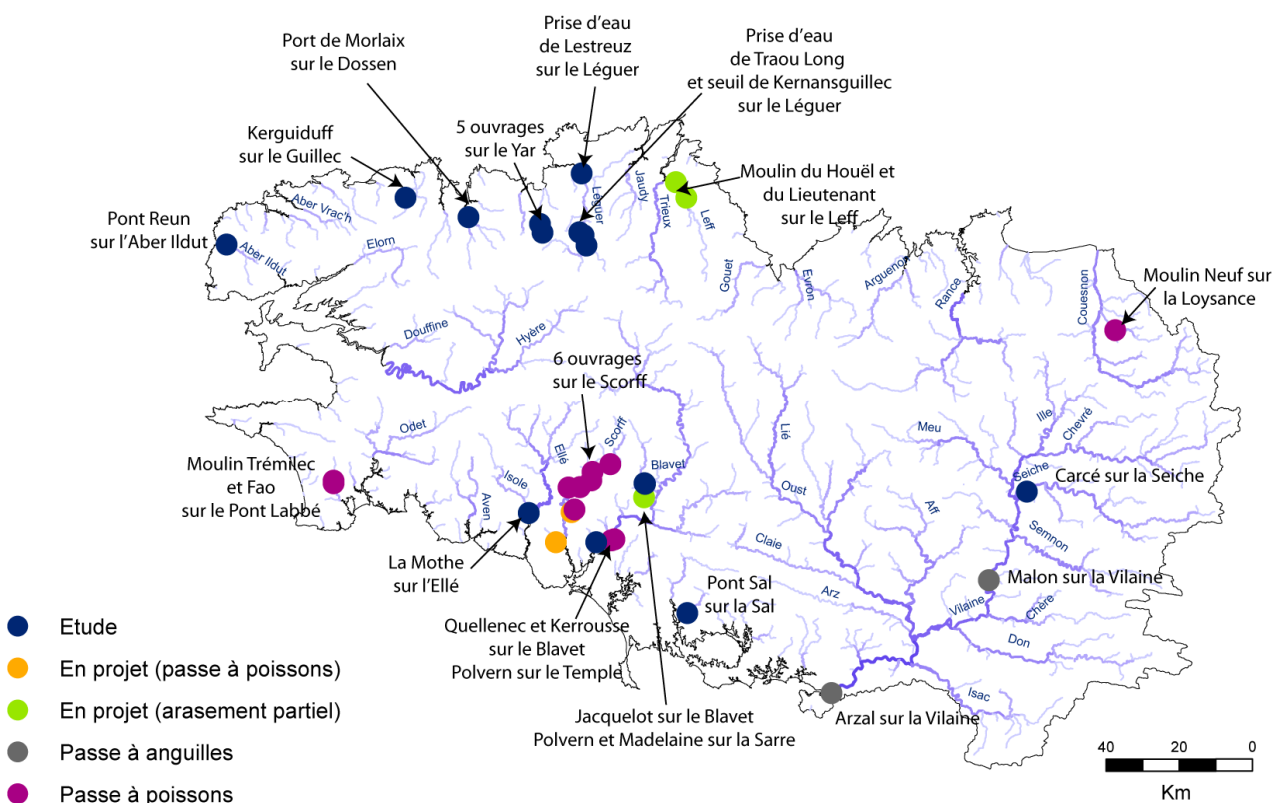 Prise d'eau
de Lestreuz
sur le Léguer
Prise d'eau
de Traou Long
et seuil de Kernansguillec
sur le Léguer
Port de Morlaix
sur le Dossen
5 ouvrages
sur le Yar
Kerguiduff
sur le Guillec
Moulin du Houël et
du Lieutenant
sur le Leff
Pont Reun
sur l'Aber Ildut
Moulin Neuf sur
la Loysance
Aber Vrac'h
Aber Ildut
Elorn
Léguer
Jaudy
Trieux
Leff
Gouet
Evron
Arguenon
Rance
Couesnon
Douffine
Hyère
6 ouvrages
sur le Scorff
Odet
Isole
Ellé
Scorff
Blavet
Aven
Lié
Oust
Meu
Ille
Chevré
Seiche
Aff
Semnon
Claie
Arz
Vilaine
Chère
Don
Isac
Moulin Trémilec
et Fao
sur le Pont Labbé
Carcé sur la Seiche
La Mothe
sur l'Ellé
Pont Sal
sur la Sal
Malon sur la Vilaine
Quellenec et Kerrousse
sur le Blavet
Polvern sur le Temple
Jacquelot sur le Blavet
Polvern et Madelaine sur la Sarre
Arzal sur la Vilaine
Etude
En projet (passe à poissons)
En projet (arasement partiel)
Passe à anguilles
Passe à poissons
40 20 0
Km